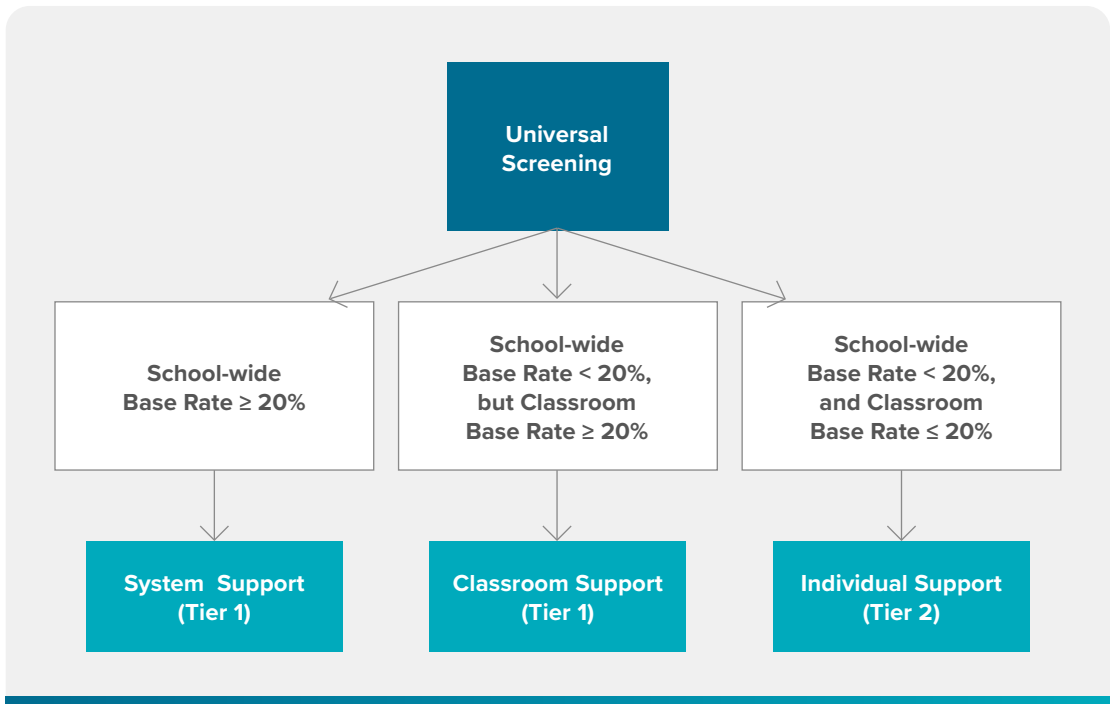 Universal
Screening
School-wide
Base Rate ≥ 20%
School-wide
Base Rate < 20%,
but Classroom
Base Rate ≥ 20%
School-wide
Base Rate < 20%,
and Classroom
Base Rate ≤ 20%
System Support
(Tier 1)
Classroom Support
(Tier 1)
Individual Support
(Tier 2)